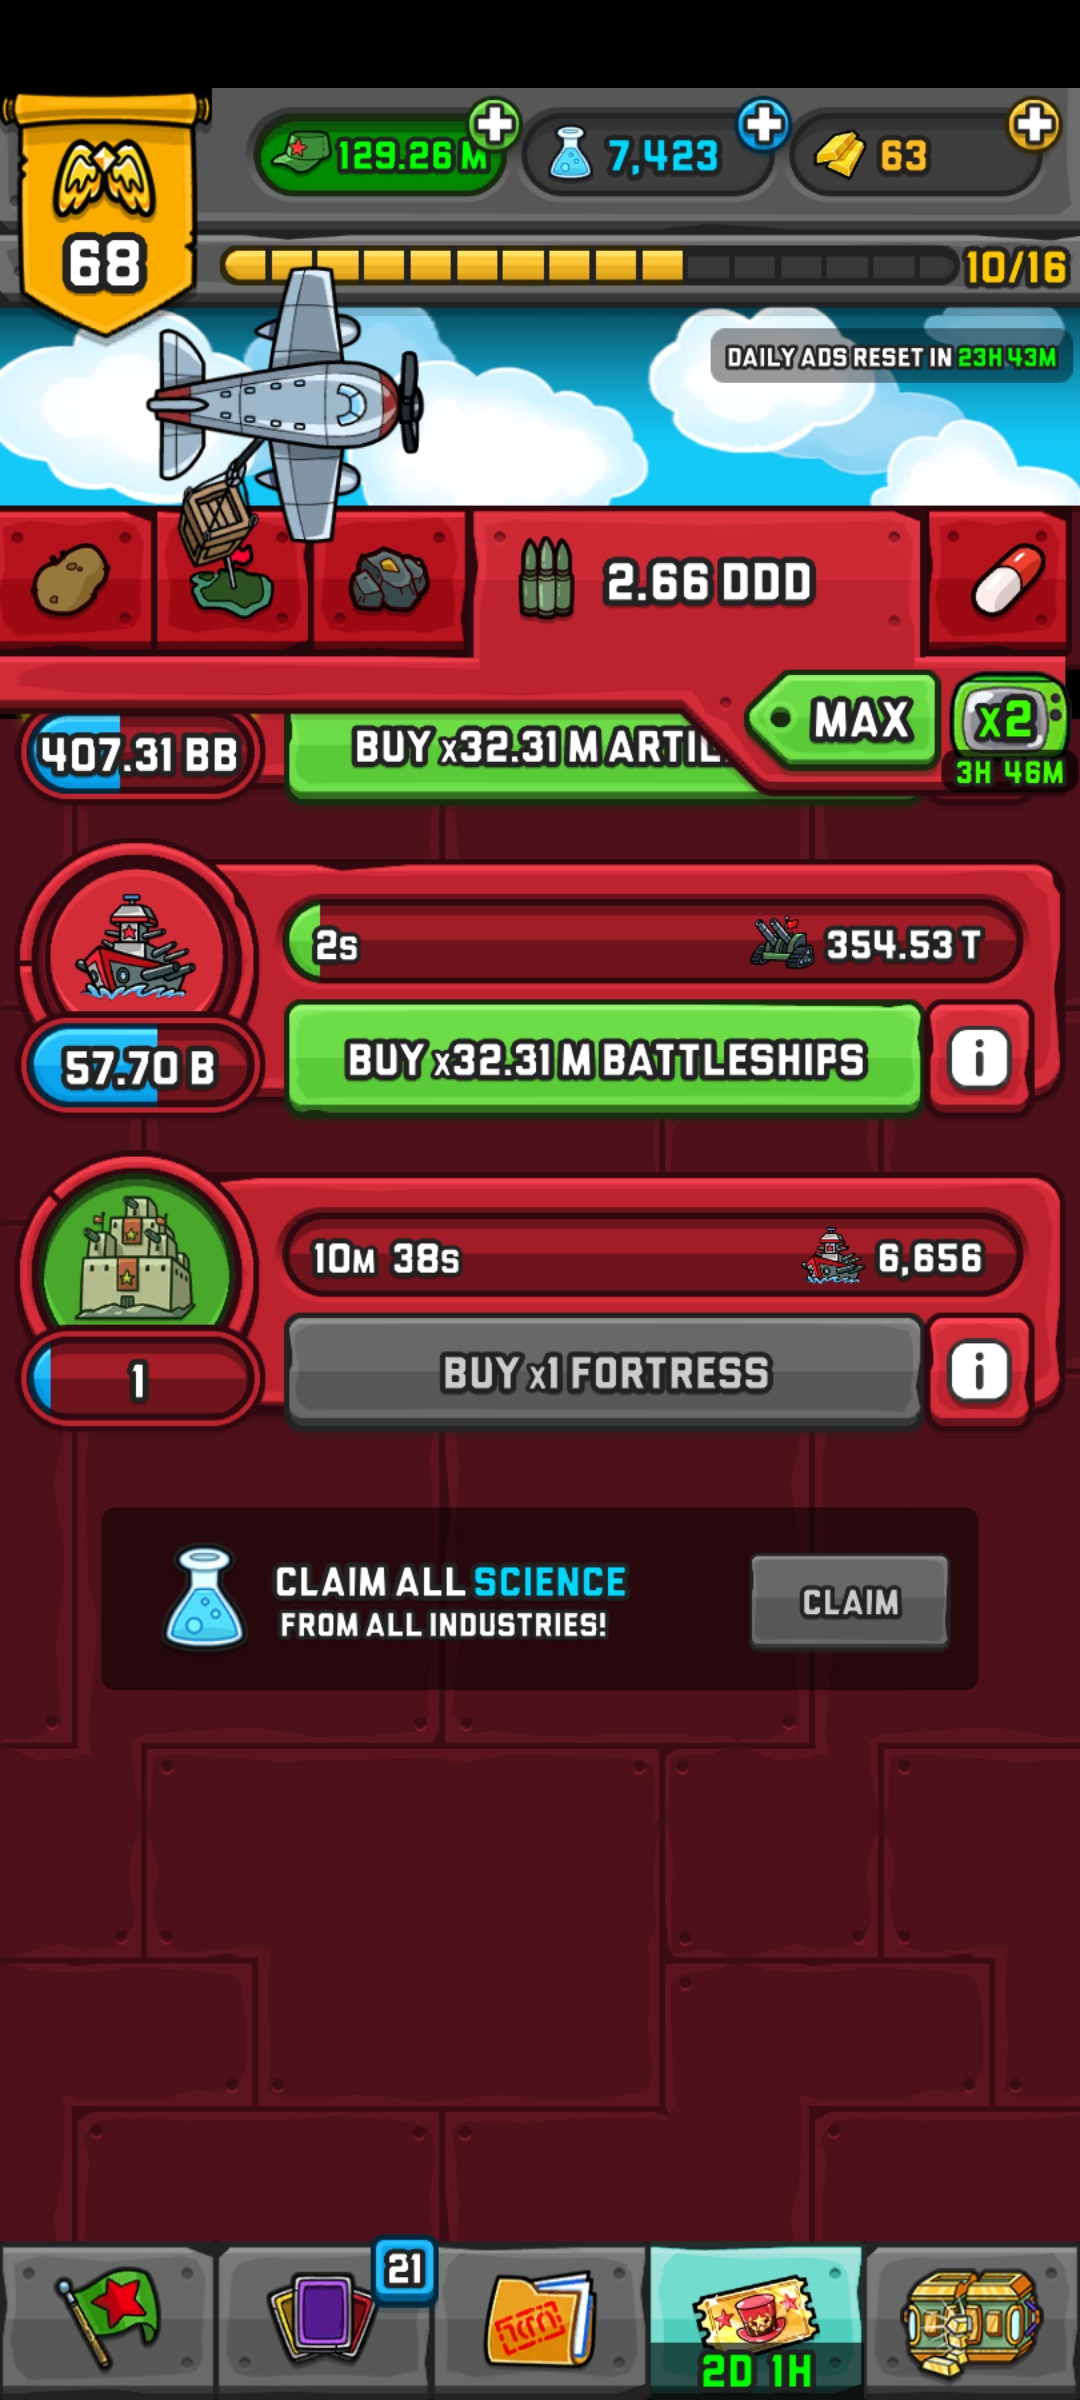 129.26 M
7,423
63
68
10/16
DAILY ADS RESET IN 23H 43M
2.66 DDD
MAX
x2
3H 46M
407.31 BB
BUY x32.31 M ARTIL
2s
354.53 T
57.70 B
BUY x32.31 M BATTLESHIPS
i
10M 38s
6,656
1
BUY x1 FORTRESS
i
CLAIM ALL SCIENCE
FROM ALL INDUSTRIES!
CLAIM
21
2D 1H